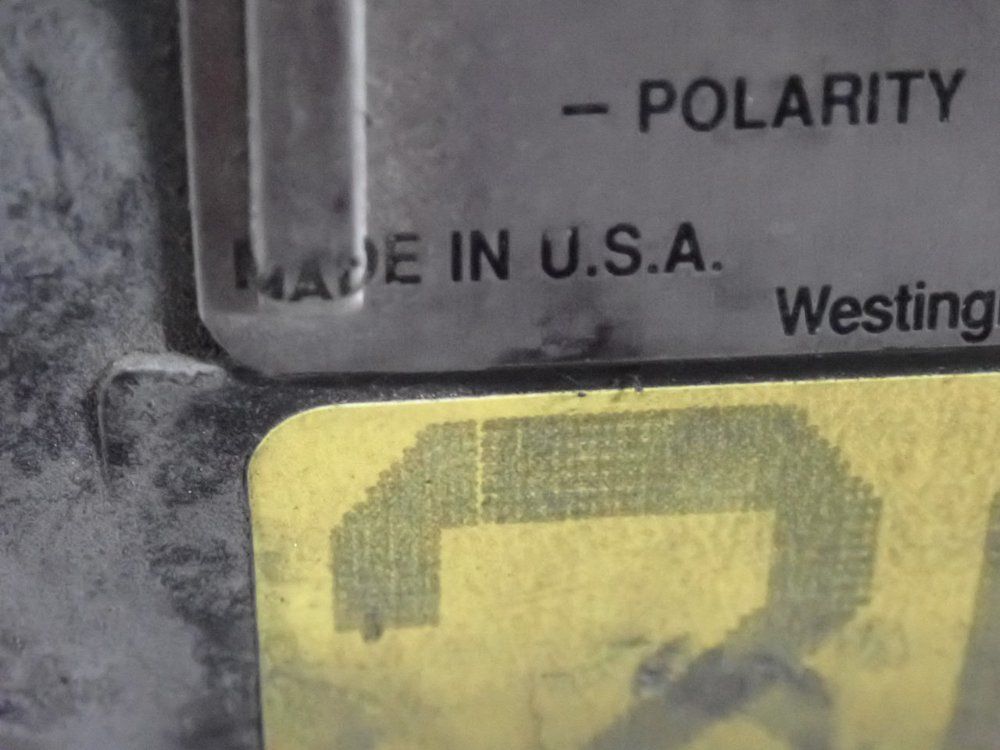 – POLARITY
MADE IN U.S.A.
Westing